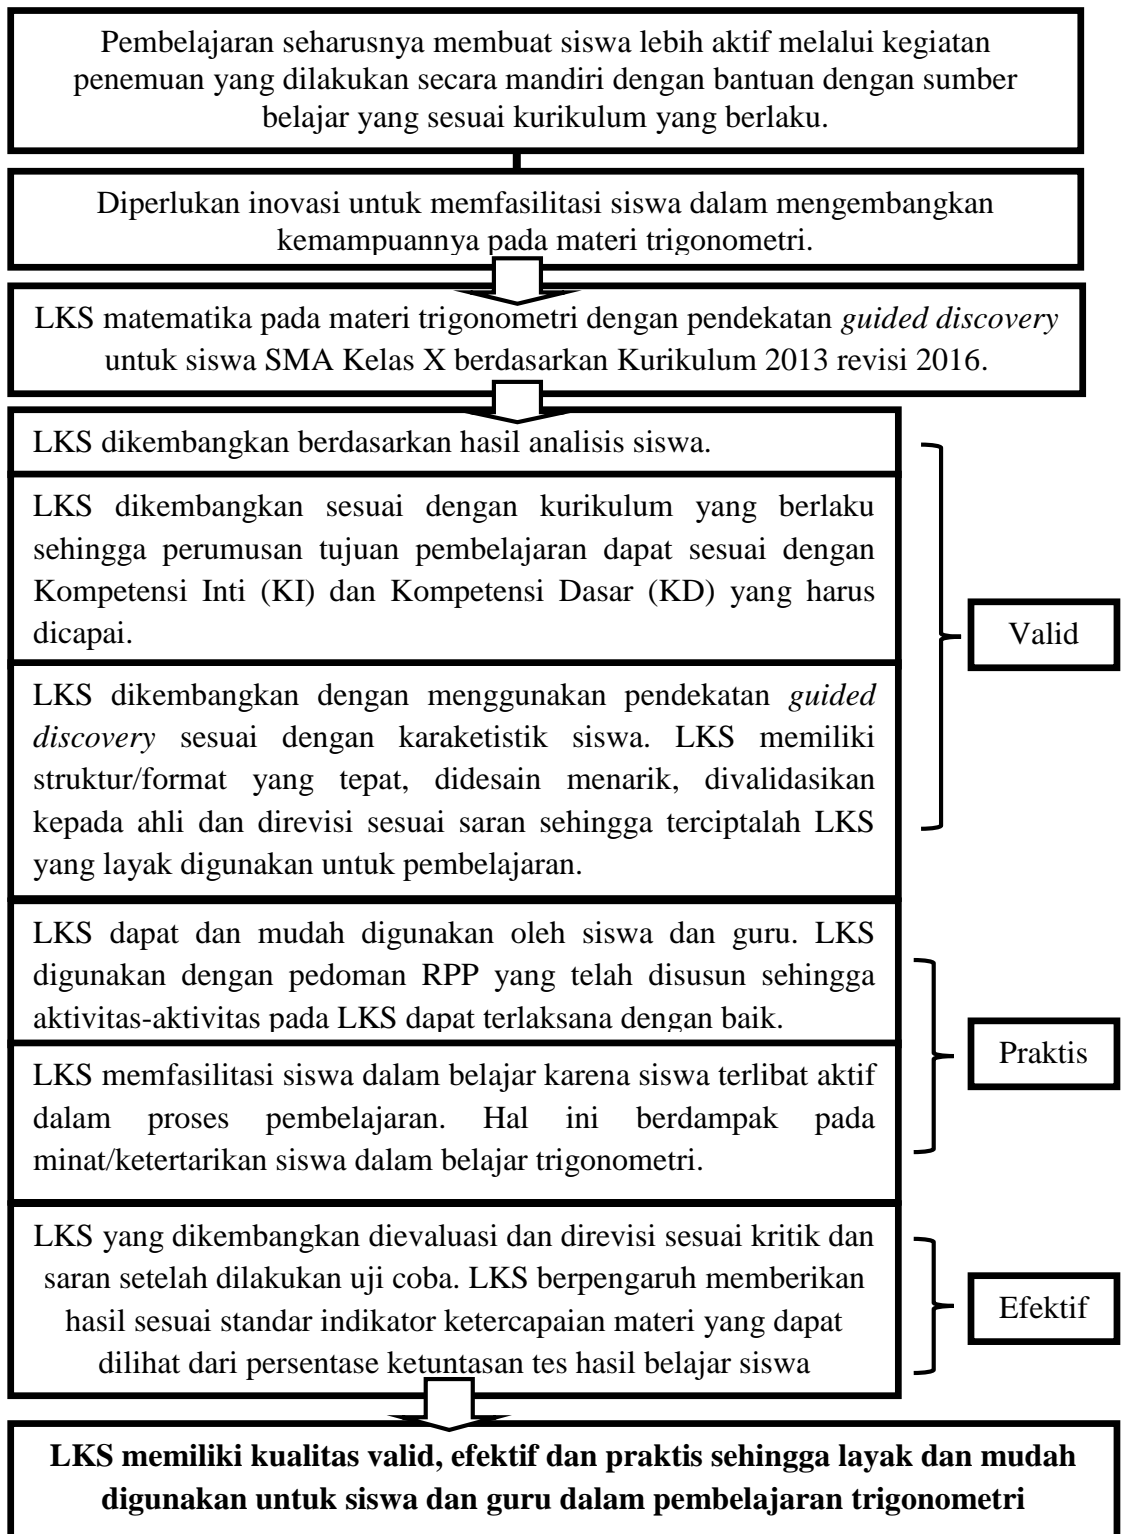 Pembelajaran seharusnya membuat siswa lebih aktif melalui kegiatan
penemuan yang dilakukan secara mandiri dengan bantuan dengan sumber
belajar yang sesuai kurikulum yang berlaku.
Diperlukan inovasi untuk memfasilitasi siswa dalam mengembangkan
kemampuannya pada materi trigonometri.
LKS matematika pada materi trigonometri dengan pendekatan guided discovery
untuk siswa SMA Kelas X berdasarkan Kurikulum 2013 revisi 2016.
LKS dikembangkan berdasarkan hasil analisis siswa.
LKS dikembangkan sesuai dengan kurikulum yang berlaku
sehingga perumusan tujuan pembelajaran dapat sesuai dengan
Kompetensi Inti (KI) dan Kompetensi Dasar (KD) yang harus
dicapai.
Valid
LKS dikembangkan dengan menggunakan pendekatan guided
discovery sesuai dengan karaketistik siswa. LKS memiliki
struktur/format yang tepat, didesain menarik, divalidasikan
kepada ahli dan direvisi sesuai saran sehingga terciptalah LKS
yang layak digunakan untuk pembelajaran.
LKS dapat dan mudah digunakan oleh siswa dan guru. LKS
digunakan dengan pedoman RPP yang telah disusun sehingga
aktivitas-aktivitas pada LKS dapat terlaksana dengan baik.
Praktis
LKS memfasilitasi siswa dalam belajar karena siswa terlibat aktif
dalam proses pembelajaran. Hal ini berdampak pada
minat/ketertarikan siswa dalam belajar trigonometri.
LKS yang dikembangkan dievaluasi dan direvisi sesuai kritik dan
saran setelah dilakukan uji coba. LKS berpengaruh memberikan
hasil sesuai standar indikator ketercapaian materi yang dapat
dilihat dari persentase ketuntasan tes hasil belajar siswa
Efektif
LKS memiliki kualitas valid, efektif dan praktis sehingga layak dan mudah
digunakan untuk siswa dan guru dalam pembelajaran trigonometri